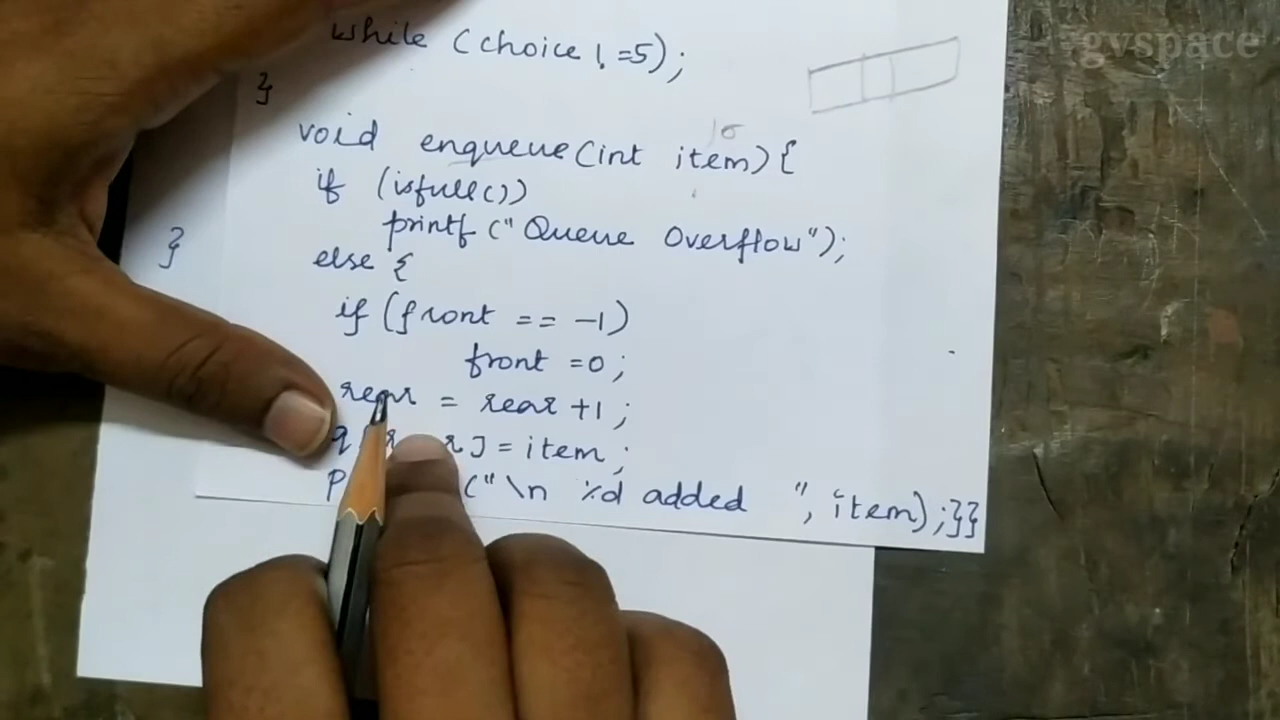 gvspace
while (choice != 5);
}
10
void enqueue(int item){
if (isfull())
printf("Queue Overflow");
}
else {
if (front == -1)
front = 0;
rear = rear + 1;
] = item;
("\n %d added ", item);}}